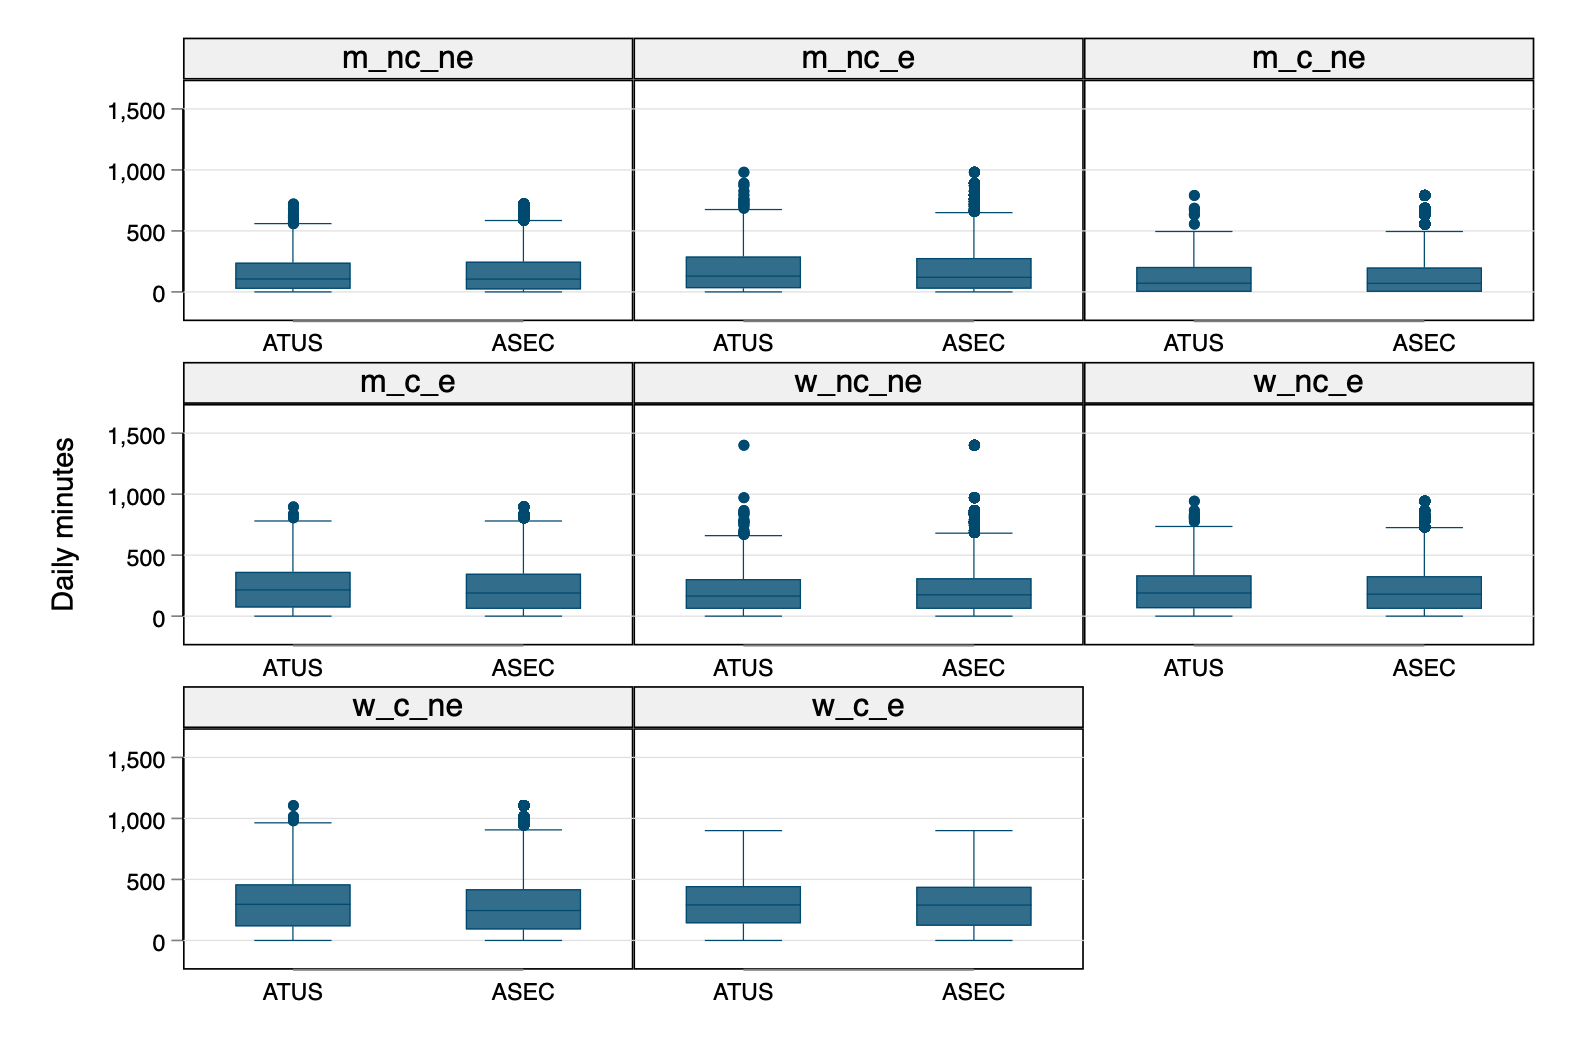 m_nc_ne m_nc_e m_c_ne
1,500
1,000
500
0
ATUS ASEC ATUS ASEC ATUS ASEC
m_c_e w_nc_ne w_nc_e
Daily minutes
1,500
1,000
500
0
ATUS ASEC ATUS ASEC ATUS ASEC
w_c_ne w_c_e
1,500
1,000
500
0
ATUS ASEC ATUS ASEC